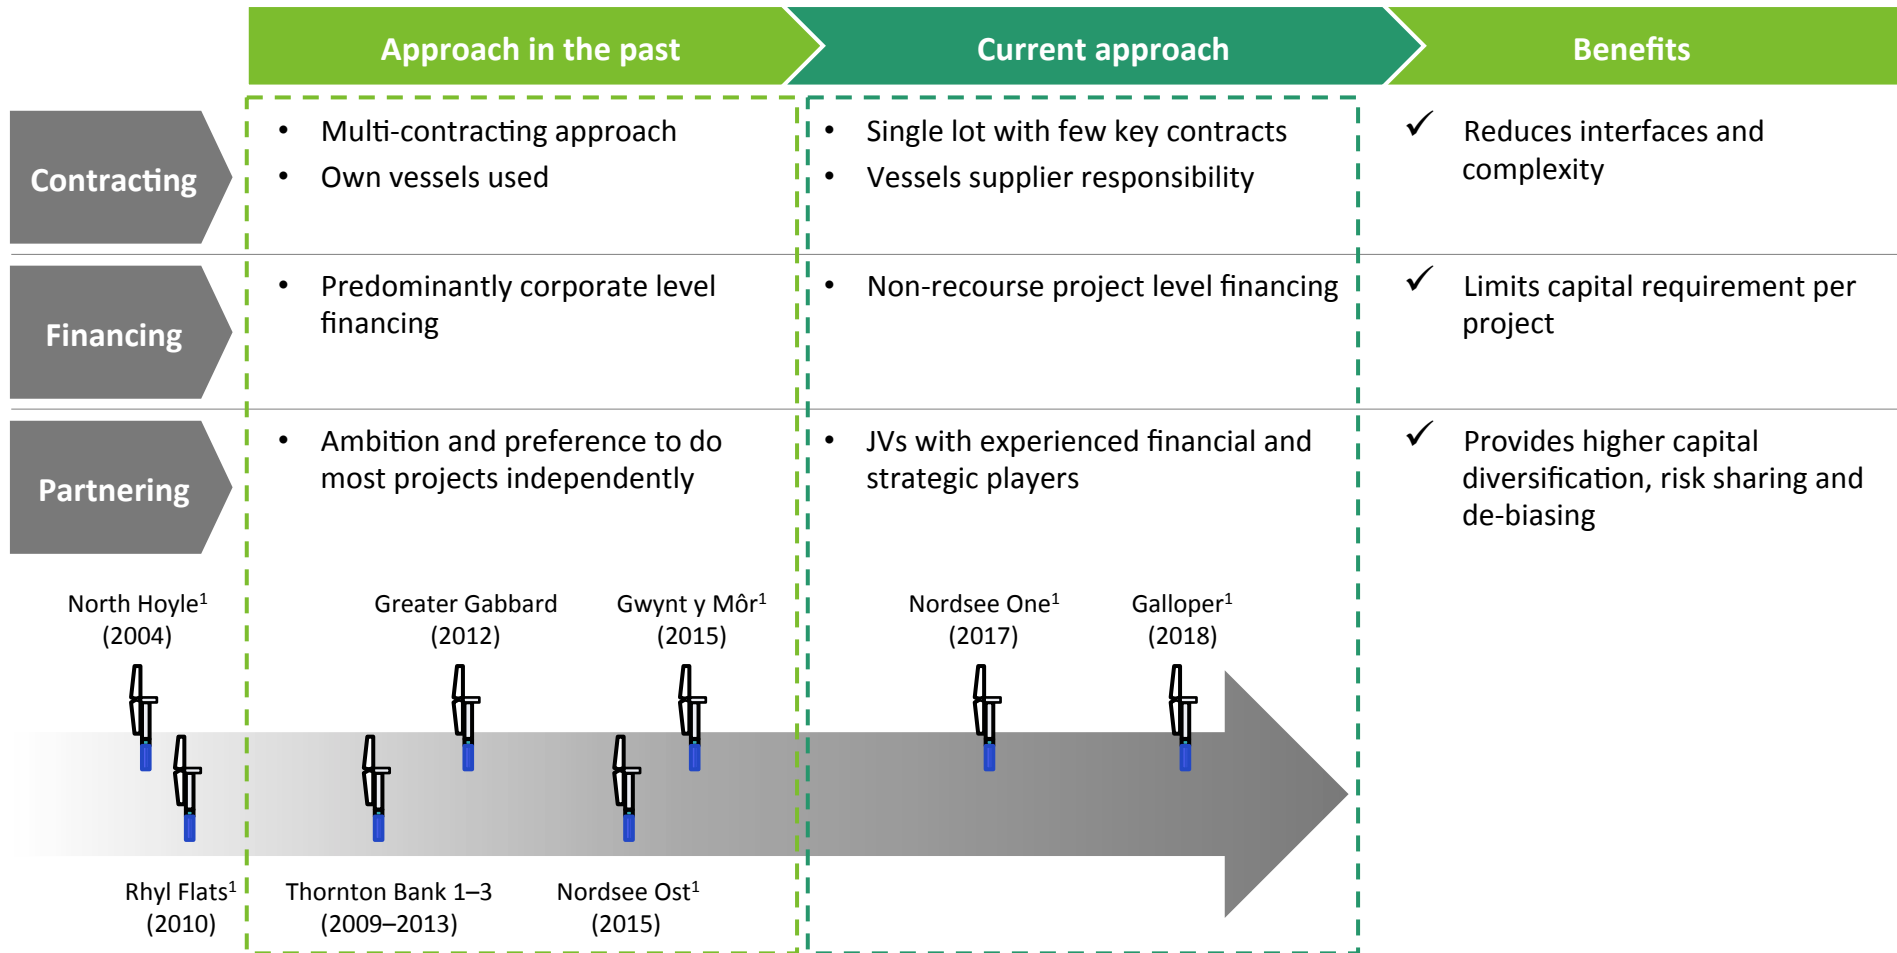 Approach in the past
Current approach
Benefits
Contracting
• Multi-contracting approach
• Own vessels used
• Single lot with few key contracts
• Vessels supplier responsibility
✓ Reduces interfaces and
complexity
Financing
• Predominantly corporate level
financing
• Non-recourse project level financing
✓ Limits capital requirement per
project
Partnering
• Ambition and preference to do
most projects independently
• JVs with experienced financial and
strategic players
✓ Provides higher capital
diversification, risk sharing and
de-biasing
North Hoyle¹
(2004)
Greater Gabbard
(2012)
Gwynt y Môr¹
(2015)
Nordsee One¹
(2017)
Galloper¹
(2018)
Rhyl Flats¹
(2010)
Thornton Bank 1–3
(2009–2013)
Nordsee Ost¹
(2015)